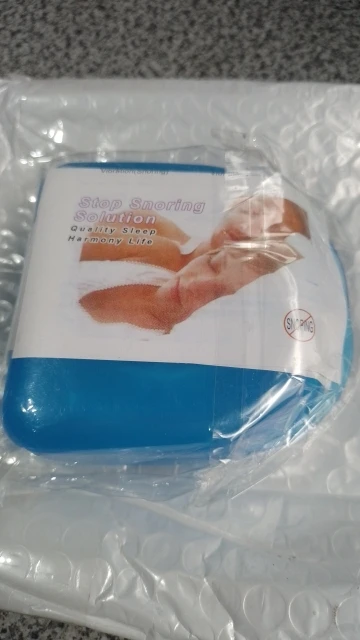 Stop Snoring
Solution
Quality Sleep
Harmony Life
SNORING